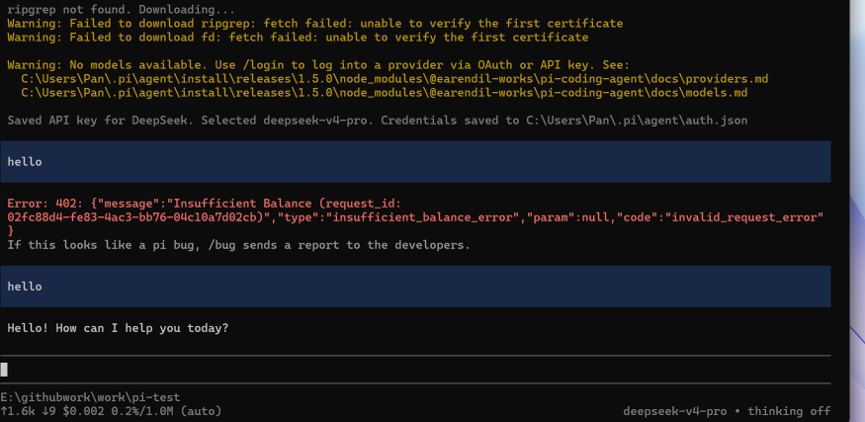 ripgrep not found. Downloading...
Warning: Failed to download ripgrep: fetch failed: unable to verify the first certificate
Warning: Failed to download fd: fetch failed: unable to verify the first certificate
Warning: No models available. Use /login to log into a provider via OAuth or API key. See:
C:\Users\Pan\.pi\agent\install\releases\1.5.0\node_modules\@earendil-works\pi-coding-agent\docs\providers.md
C:\Users\Pan\.pi\agent\install\releases\1.5.0\node_modules\@earendil-works\pi-coding-agent\docs\models.md
Saved API key for DeepSeek. Selected deepseek-v4-pro. Credentials saved to C:\Users\Pan\.pi\agent\auth.json
hello
Error: 402: {"message":"Insufficient Balance (request_id:
02fc88d4-fe83-4ac3-bb76-04c10a7d02cb)","type":"insufficient_balance_error","param":null,"code":"invalid_request_error"
}
If this looks like a pi bug, /bug sends a report to the developers.
hello
Hello! How can I help you today?
E:\githubwork\work\pi-test
↑1.6k ↓9 $0.002 0.2%/1.0M (auto) deepseek-v4-pro • thinking off